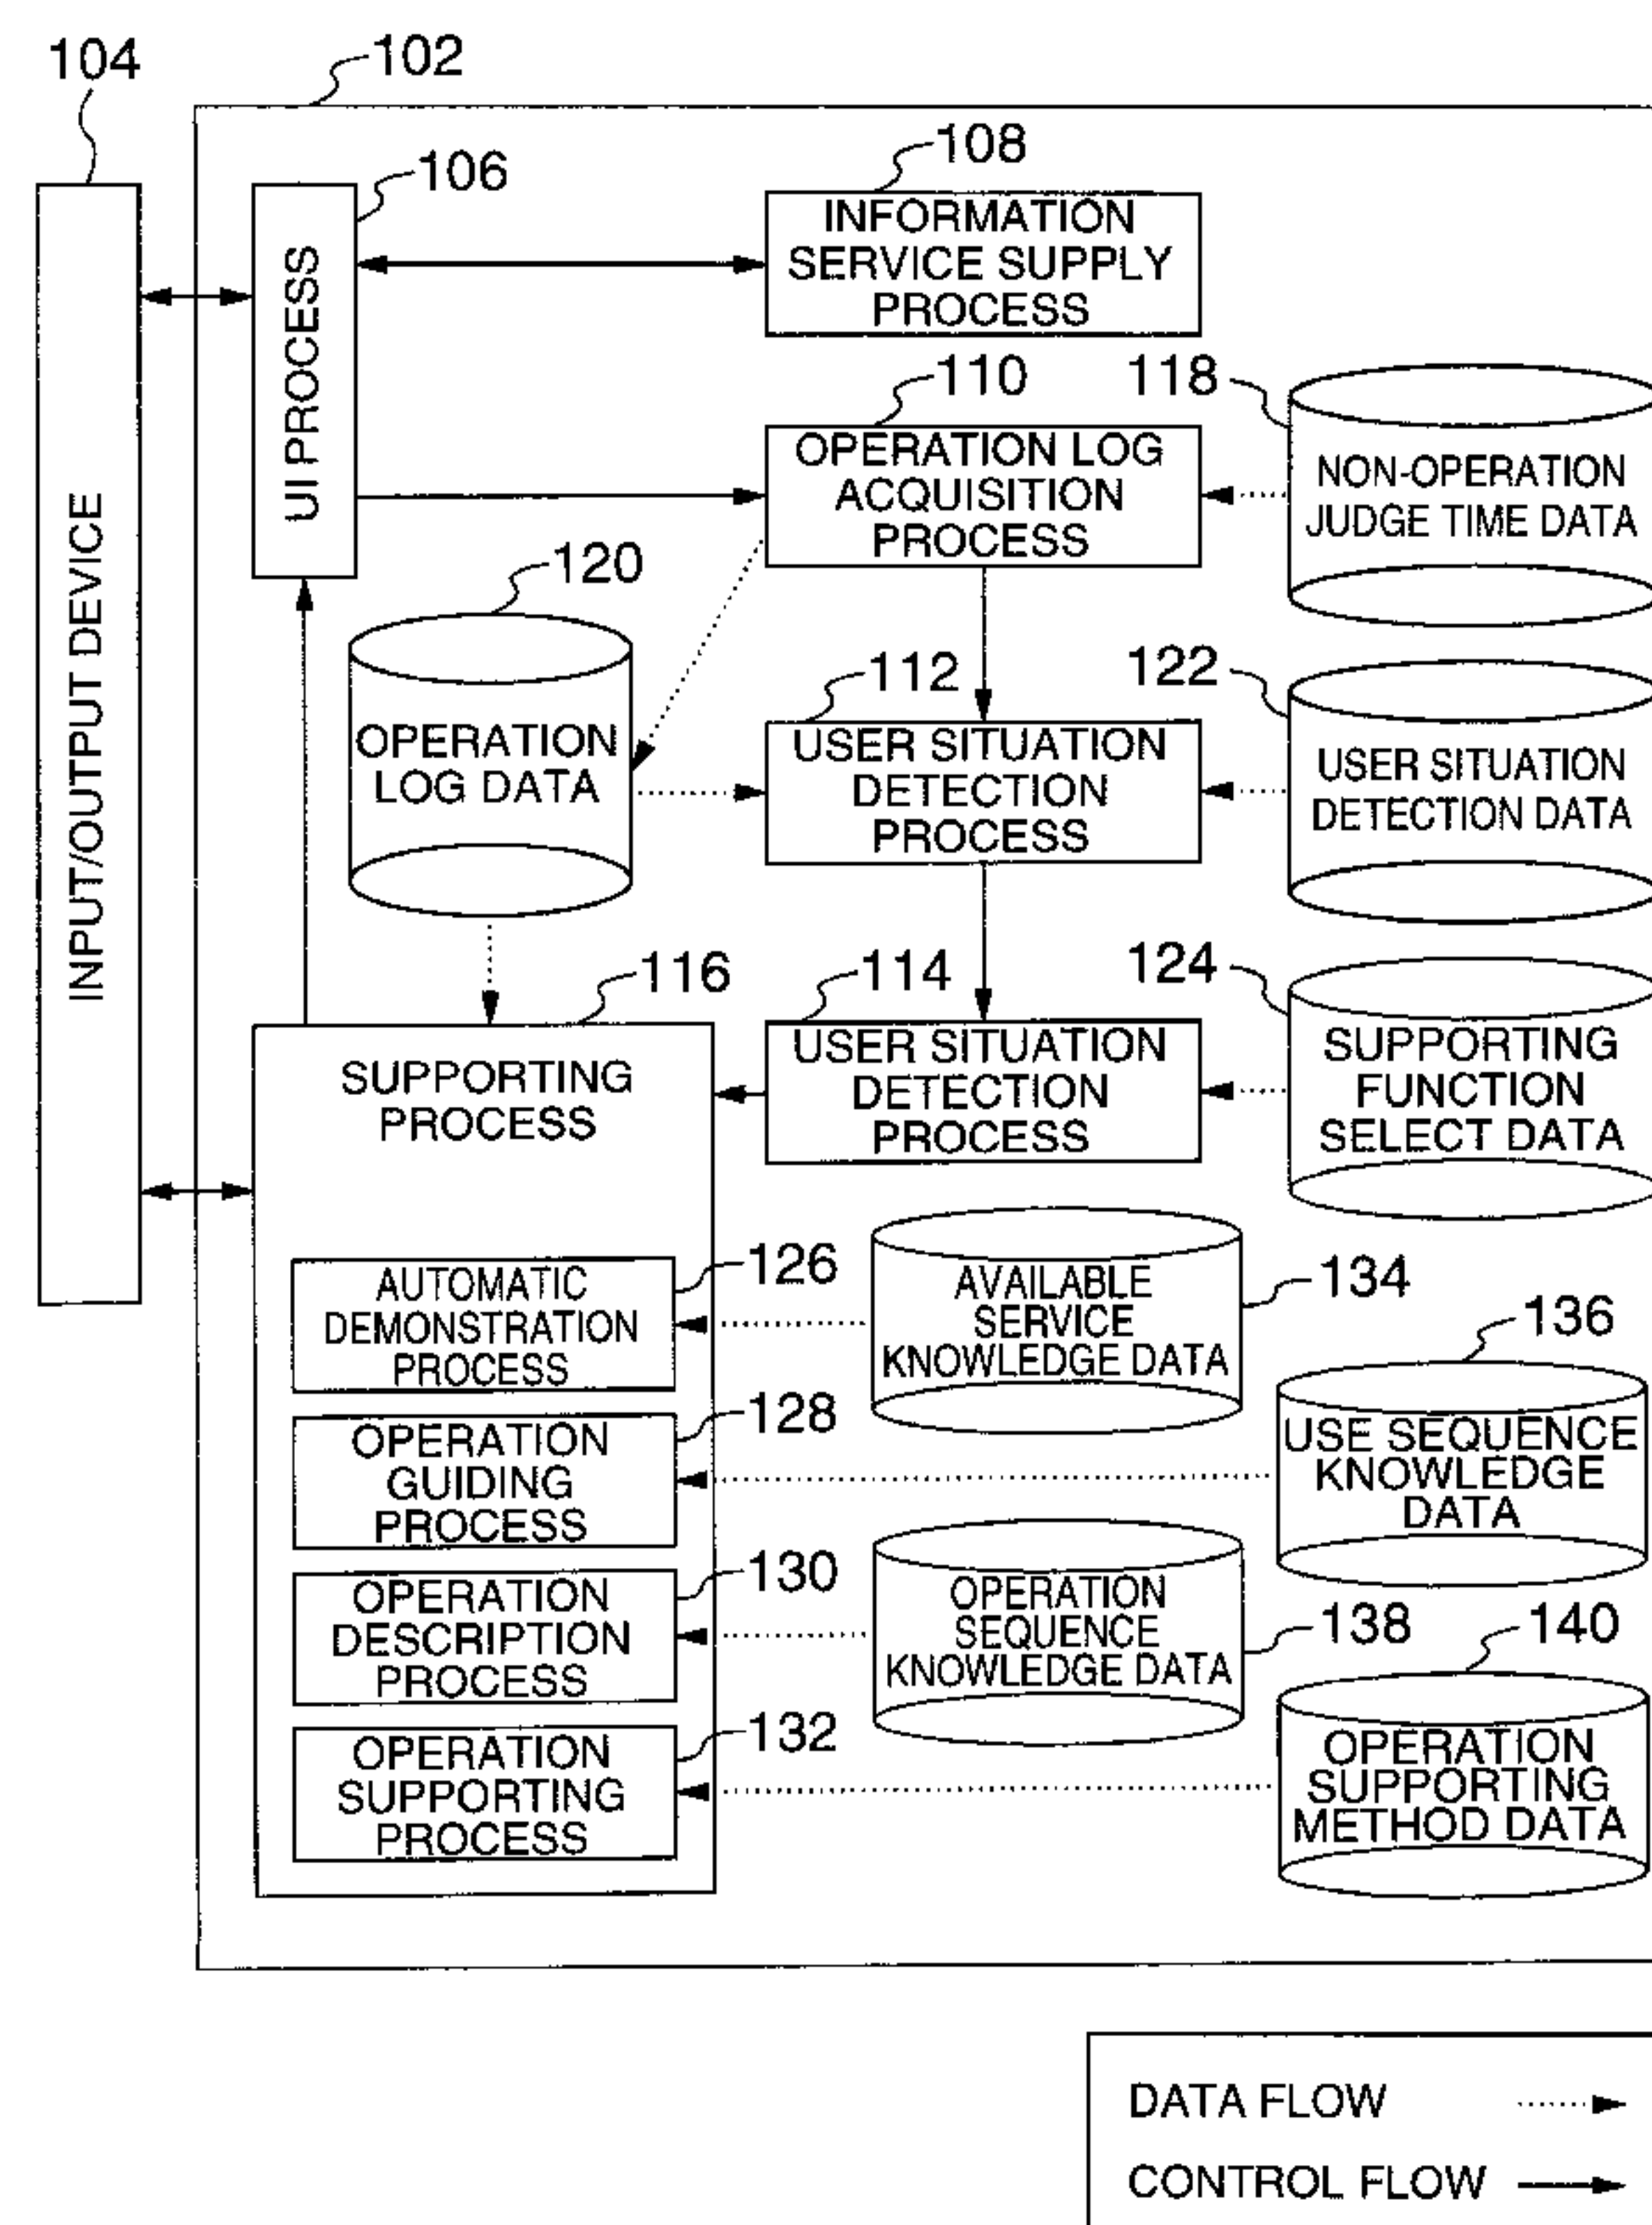 104
102
108
106
INFORMATION
SERVICE SUPPLY
PROCESS
UI PROCESS
110
118
OPERATION LOG
ACQUISITION
PROCESS
NON-OPERATION
JUDGE TIME DATA
INPUT/OUTPUT DEVICE
120
112
122
OPERATION
LOG DATA
USER SITUATION
DETECTION
PROCESS
USER SITUATION
DETECTION DATA
116
114
124
SUPPORTING
PROCESS
USER SITUATION
DETECTION
PROCESS
SUPPORTING
FUNCTION
SELECT DATA
126
AUTOMATIC
DEMONSTRATION
PROCESS
AVAILABLE
SERVICE
KNOWLEDGE DATA
134
136
128
OPERATION
GUIDING
PROCESS
USE SEQUENCE
KNOWLEDGE
DATA
130
OPERATION
DESCRIPTION
PROCESS
OPERATION
SEQUENCE
KNOWLEDGE DATA
138
140
132
OPERATION
SUPPORTING
PROCESS
OPERATION
SUPPORTING
METHOD DATA
DATA FLOW
CONTROL FLOW